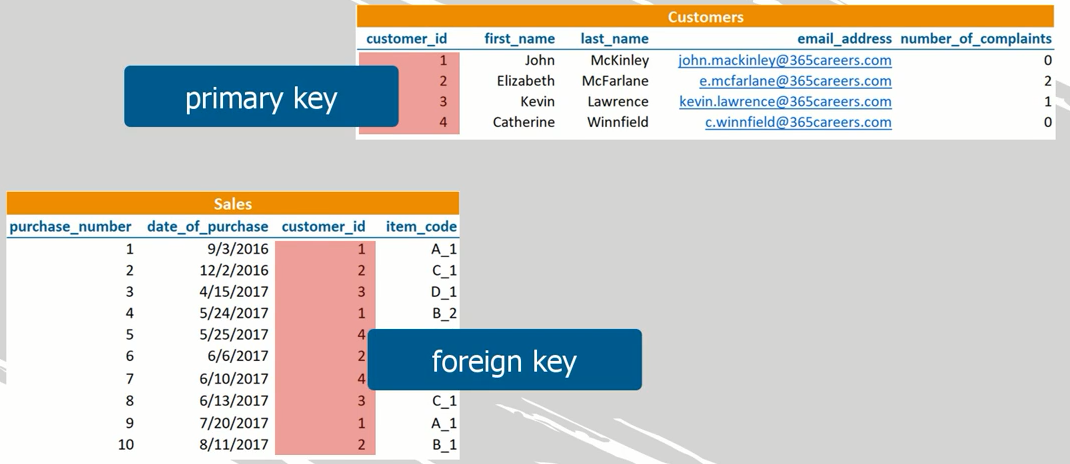 Customers
customer_id first_name last_name email_address number_of_complaints
1 John McKinley john.mackinley@365careers.com 0
2 Elizabeth McFarlane e.mcfarlane@365careers.com 2
3 Kevin Lawrence kevin.lawrence@365careers.com 1
4 Catherine Winnfield c.winnfield@365careers.com 0
primary key
Sales
purchase_number date_of_purchase customer_id item_code
1 9/3/2016 1 A_1
2 12/2/2016 2 C_1
3 4/15/2017 3 D_1
4 5/24/2017 1 B_2
5 5/25/2017 4
6 6/6/2017 2
7 6/10/2017 4
8 6/13/2017 3 C_1
9 7/20/2017 1 A_1
10 8/11/2017 2 B_1
foreign key